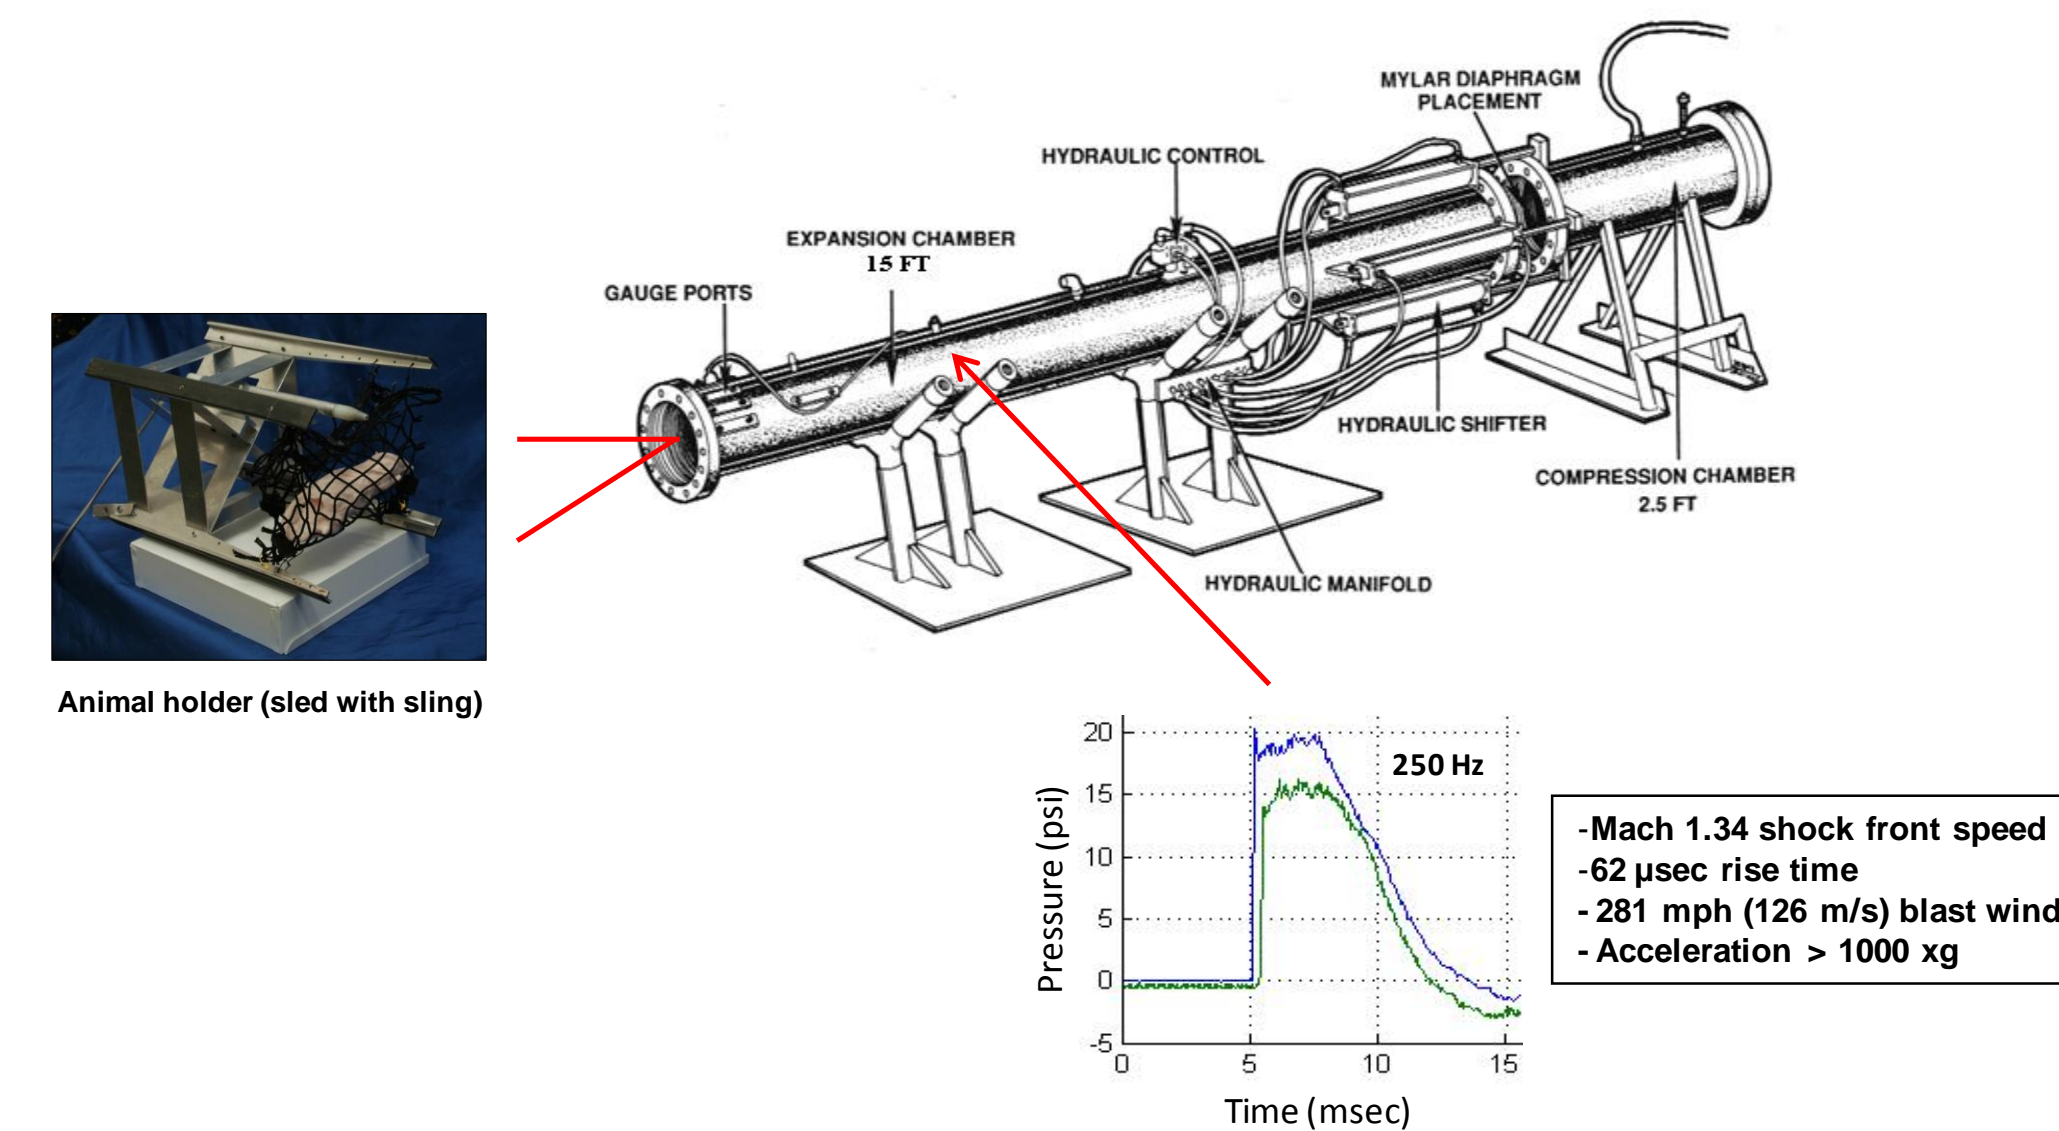 MYLAR DIAPHRAGM
PLACEMENT
HYDRAULIC CONTROL
EXPANSION CHAMBER
15 FT
GAUGE PORTS
HYDRAULIC SHIFTER
COMPRESSION CHAMBER
2.5 FT
HYDRAULIC MANIFOLD
Animal holder (sled with sling)
250 Hz
Pressure (psi)
20
15
10
5
0
-5
0
5
10
15
Time (msec)
-Mach 1.34 shock front speed
-62 µsec rise time
- 281 mph (126 m/s) blast wind
- Acceleration > 1000 xg